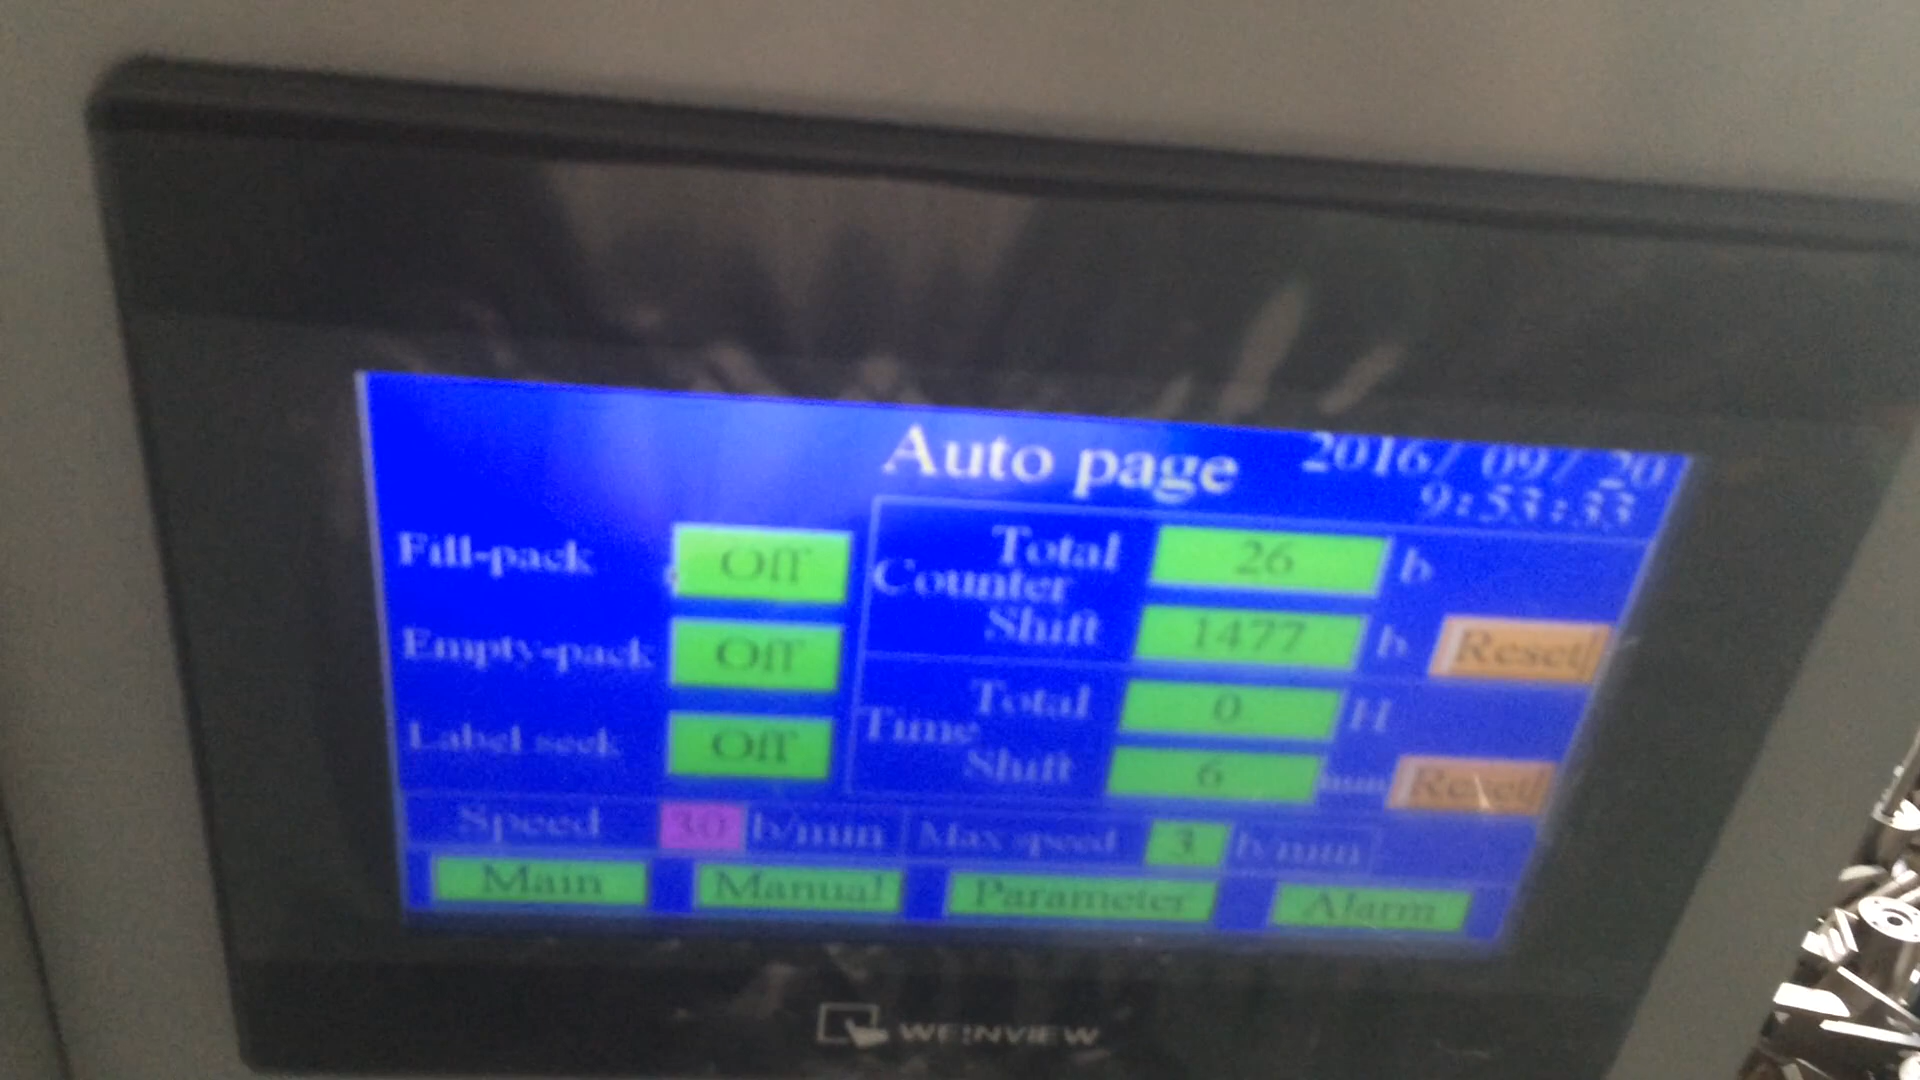 Auto page
2016/ 09/ 20
9:53:33
Fill-pack Off
Empty-pack Off
Label seek Off
Counter
Total 26 b
Shift 1477 b Reset
Time
Total 0 H
Shift 6 min Reset
Speed 30 b/min Max speed 3 b/min
Main Manual Parameter Alarm
WEINVIEW